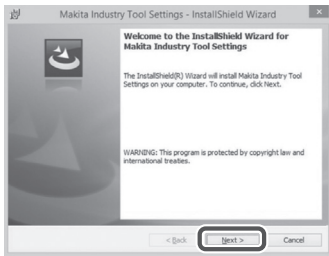 Makita Industry Tool Settings - InstallShield Wizard
Welcome to the InstallShield Wizard for
Makita Industry Tool Settings
The InstallShield(R) Wizard will install Makita Industry Tool
Settings on your computer. To continue, click Next.
WARNING: This program is protected by copyright law and
international treaties.
< Back
Next >
Cancel